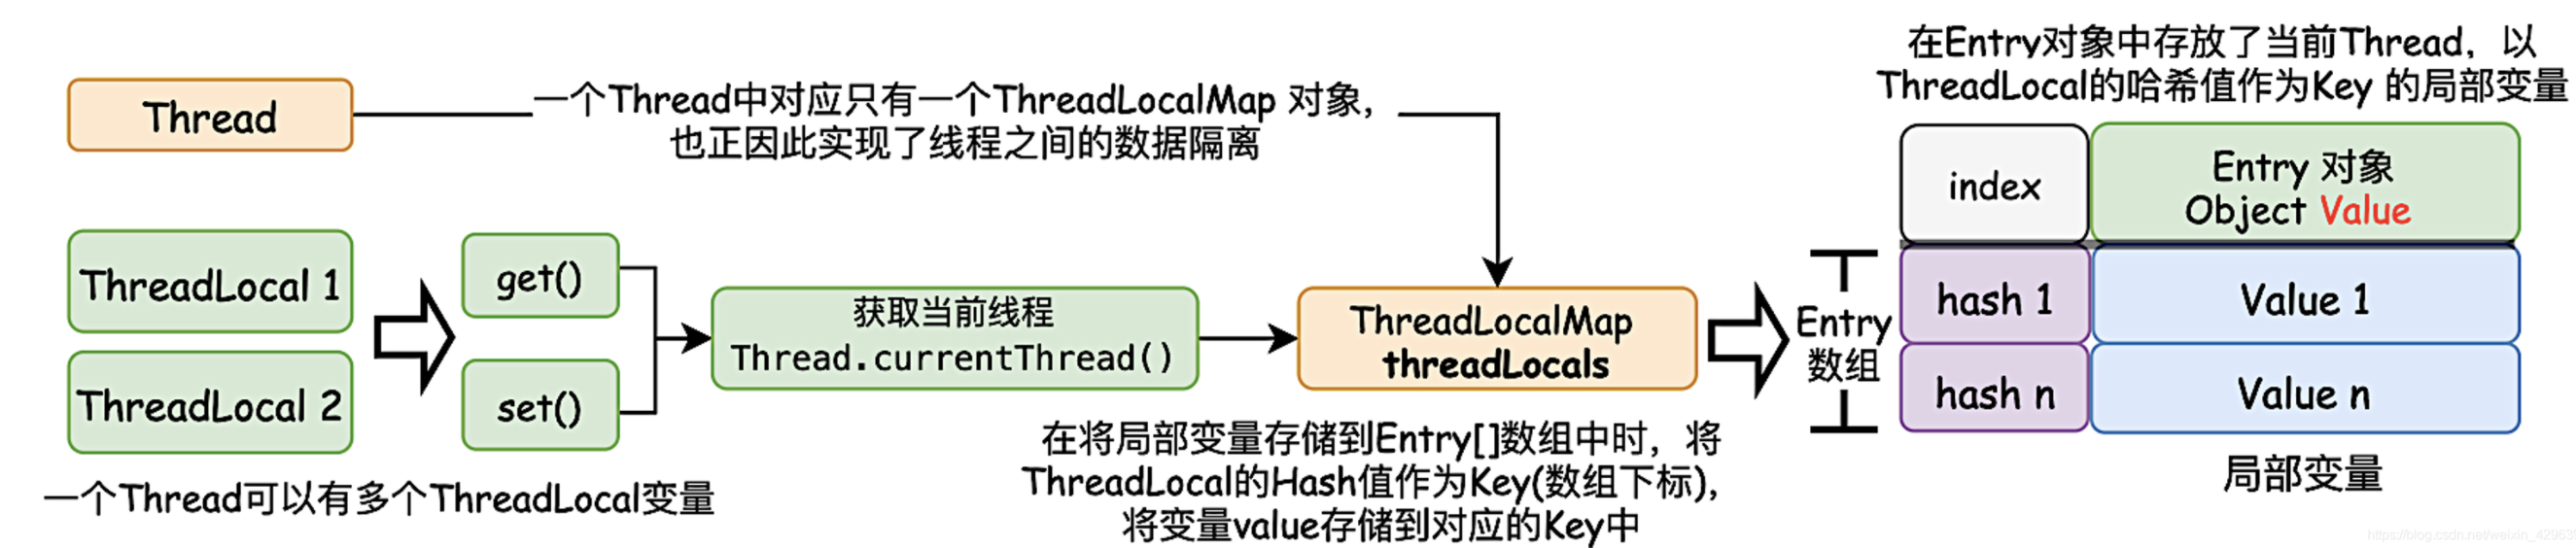 Thread
一个Thread中对应只有一个ThreadLocalMap 对象，
也正因此实现了线程之间的数据隔离
ThreadLocal 1
ThreadLocal 2
一个Thread可以有多个ThreadLocal变量
get()
set()
获取当前线程
Thread.currentThread()
ThreadLocalMap
threadLocals
在将局部变量存储到Entry[]数组中时，将
ThreadLocal的Hash值作为Key(数组下标)，
将变量value存储到对应的Key中
Entry
数组
在Entry对象中存放了当前Thread，以
ThreadLocal的哈希值作为Key 的局部变量
index
Entry 对象
Object Value
hash 1
Value 1
hash n
Value n
局部变量
https://blog.csdn.net/weixin_42963